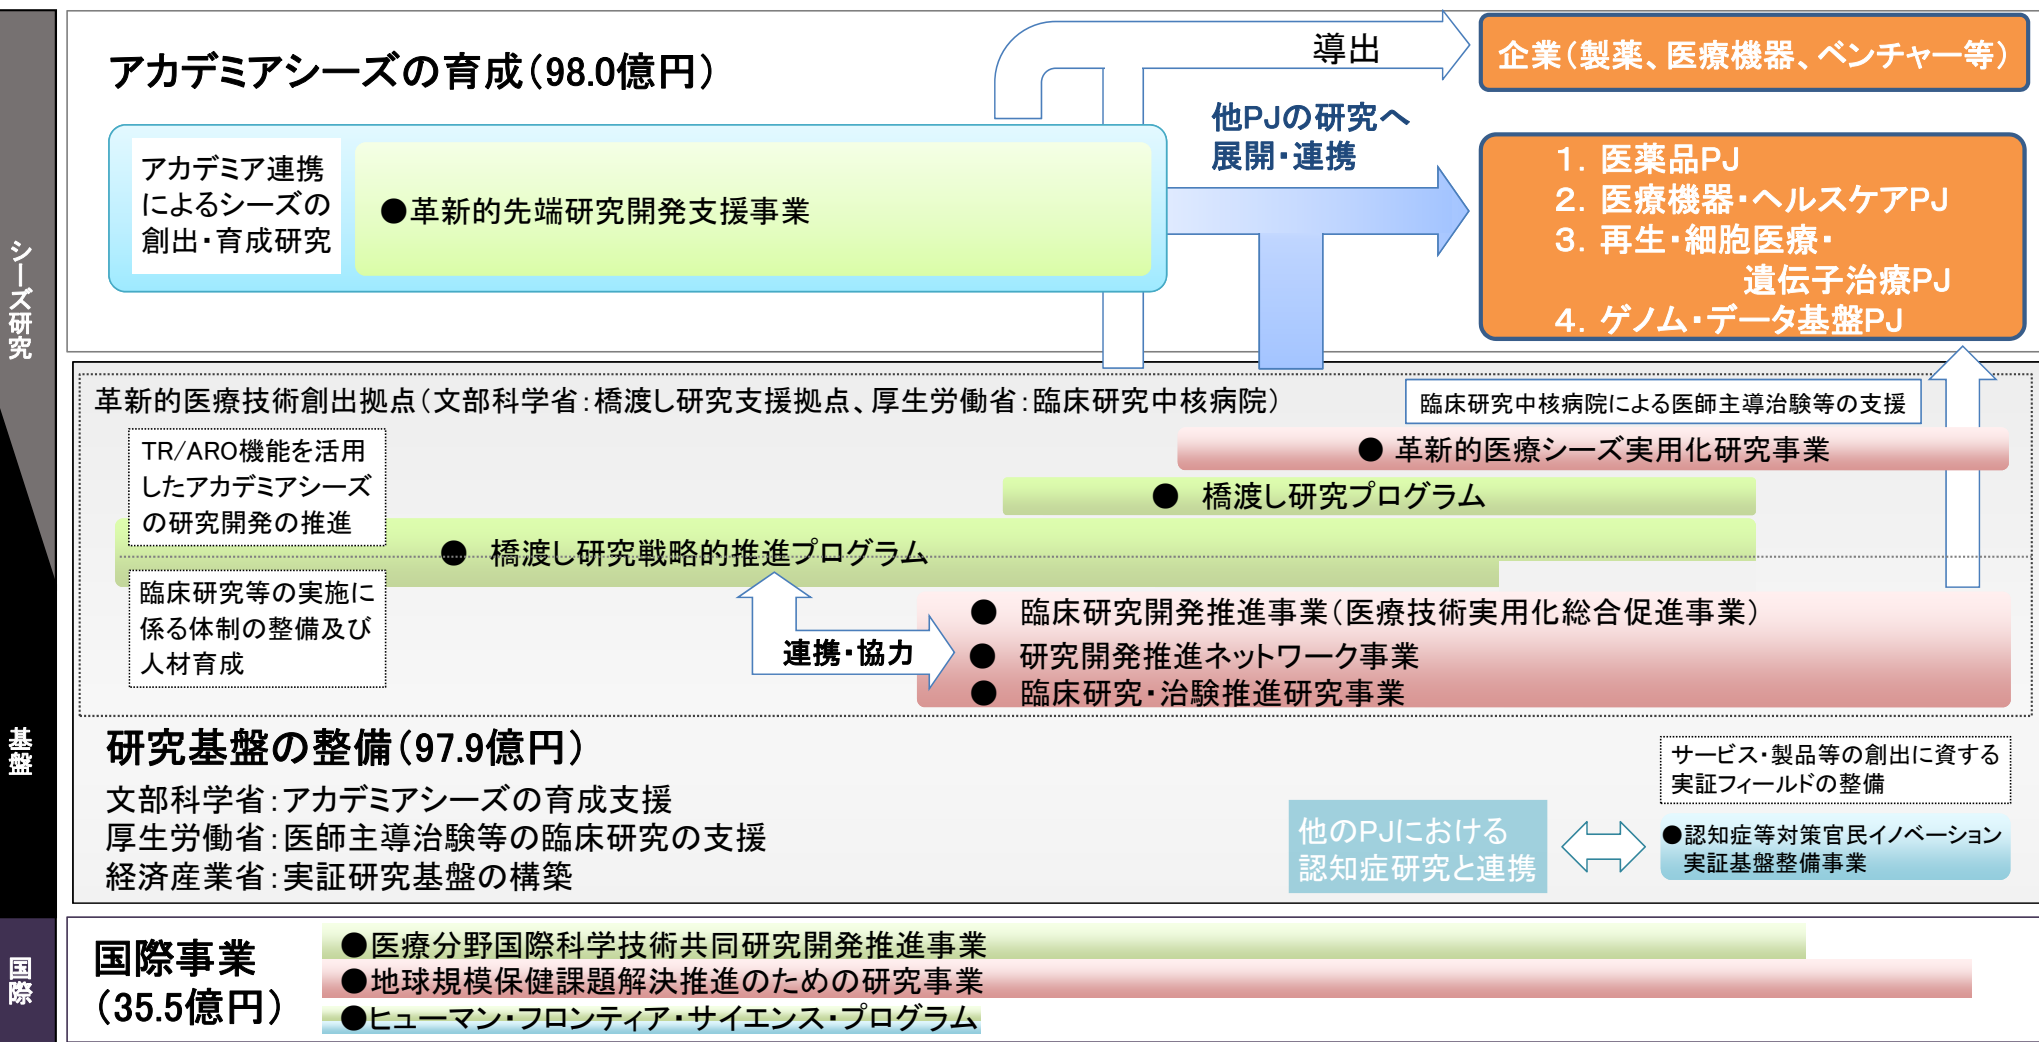 シーズ研究
基盤
国際
アカデミアシーズの育成（98.0億円）
導出
企業（製薬、医療機器、ベンチャー等）
他PJの研究へ
展開・連携
アカデミア連携
によるシーズの
創出・育成研究
●革新的先端研究開発支援事業
1．医薬品PJ
2．医療機器・ヘルスケアPJ
3．再生・細胞医療・
遺伝子治療PJ
4．ゲノム・データ基盤PJ
革新的医療技術創出拠点（文部科学省：橋渡し研究支援拠点、厚生労働省：臨床研究中核病院）
臨床研究中核病院による医師主導治験等の支援
TR/ARO機能を活用
したアカデミアシーズ
の研究開発の推進
● 革新的医療シーズ実用化研究事業
● 橋渡し研究プログラム
● 橋渡し研究戦略的推進プログラム
臨床研究等の実施に
係る体制の整備及び
人材育成
連携・協力
● 臨床研究開発推進事業（医療技術実用化総合促進事業）
● 研究開発推進ネットワーク事業
● 臨床研究・治験推進研究事業
研究基盤の整備（97.9億円）
文部科学省：アカデミアシーズの育成支援
厚生労働省：医師主導治験等の臨床研究の支援
経済産業省：実証研究基盤の構築
サービス・製品等の創出に資する
実証フィールドの整備
他のPJにおける
認知症研究と連携
●認知症等対策官民イノベーション
実証基盤整備事業
国際事業
（35.5億円）
●医療分野国際科学技術共同研究開発推進事業
●地球規模保健課題解決推進のための研究事業
●ヒューマン・フロンティア・サイエンス・プログラム